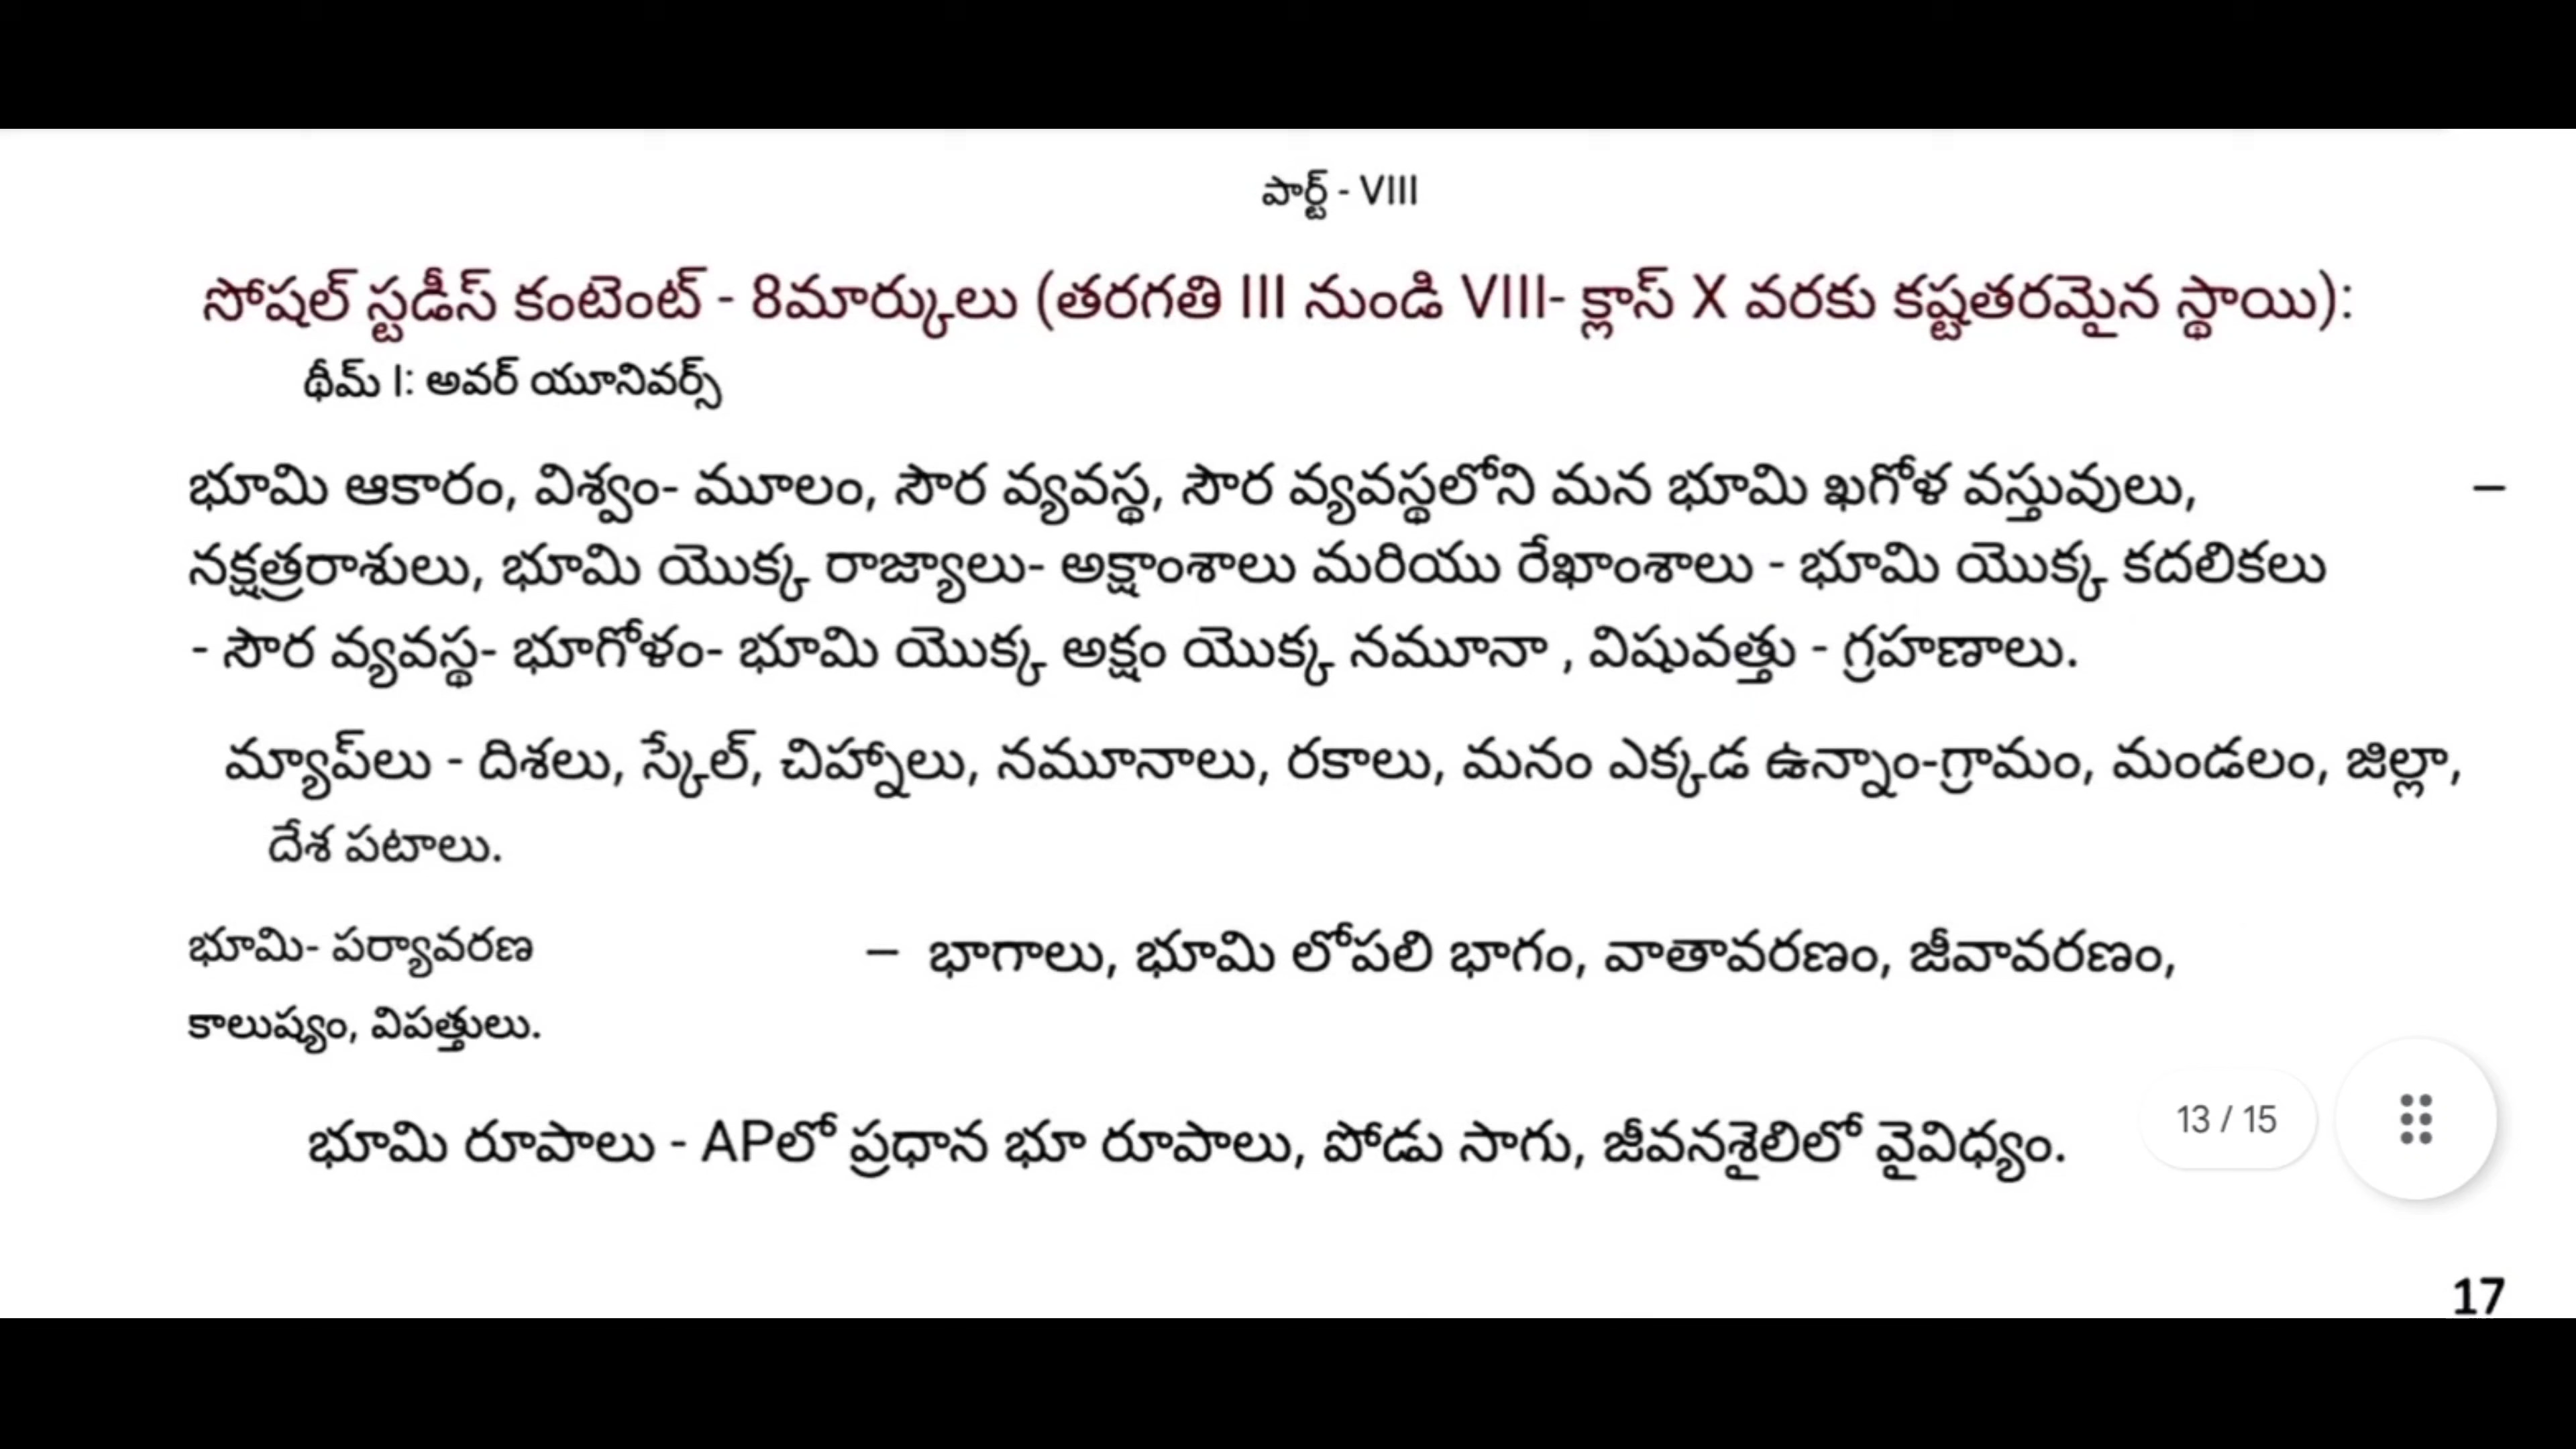 పార్ట్ - VIII
సోషల్ స్టడీస్ కంటెంట్ - 8మార్కులు (తరగతి III నుండి VIII- క్లాస్ X వరకు కష్టతరమైన స్థాయి):
థీమ్ I: అవర్ యూనివర్స్
భూమి ఆకారం, విశ్వం- మూలం, సౌర వ్యవస్థ, సౌర వ్యవస్థలోని మన భూమి ఖగోళ వస్తువులు, –
నక్షత్రరాశులు, భూమి యొక్క రాజ్యాలు- అక్షాంశాలు మరియు రేఖాంశాలు - భూమి యొక్క కదలికలు
- సౌర వ్యవస్థ- భూగోళం- భూమి యొక్క అక్షం యొక్క నమూనా , విషువత్తు - గ్రహణాలు.
మ్యాప్‌లు - దిశలు, స్కేల్, చిహ్నాలు, నమూనాలు, రకాలు, మనం ఎక్కడ ఉన్నాం-గ్రామం, మండలం, జిల్లా,
దేశ పటాలు.
భూమి- పర్యావరణ – భాగాలు, భూమి లోపలి భాగం, వాతావరణం, జీవావరణం,
కాలుష్యం, విపత్తులు.
భూమి రూపాలు - APలో ప్రధాన భూ రూపాలు, పోడు సాగు, జీవనశైలిలో వైవిధ్యం.
13 / 15
17